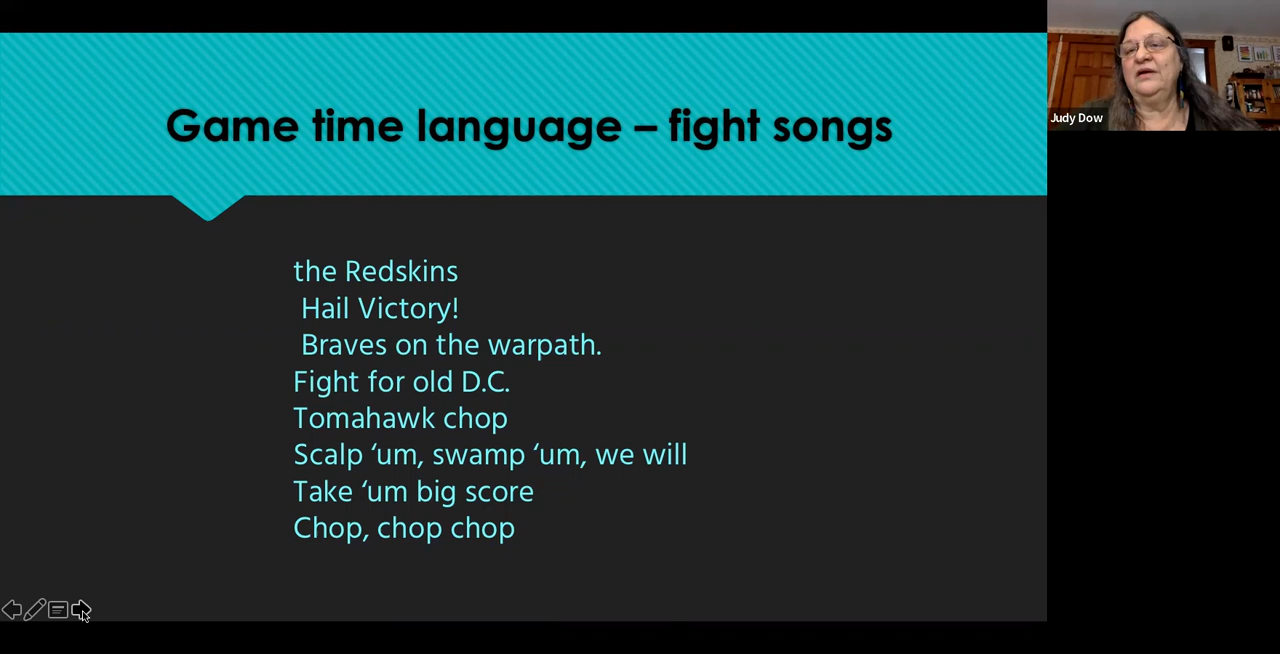 Game time language – fight songs
Judy Dow
the Redskins
Hail Victory!
Braves on the warpath.
Fight for old D.C.
Tomahawk chop
Scalp ‘um, swamp ‘um, we will
Take ‘um big score
Chop, chop chop